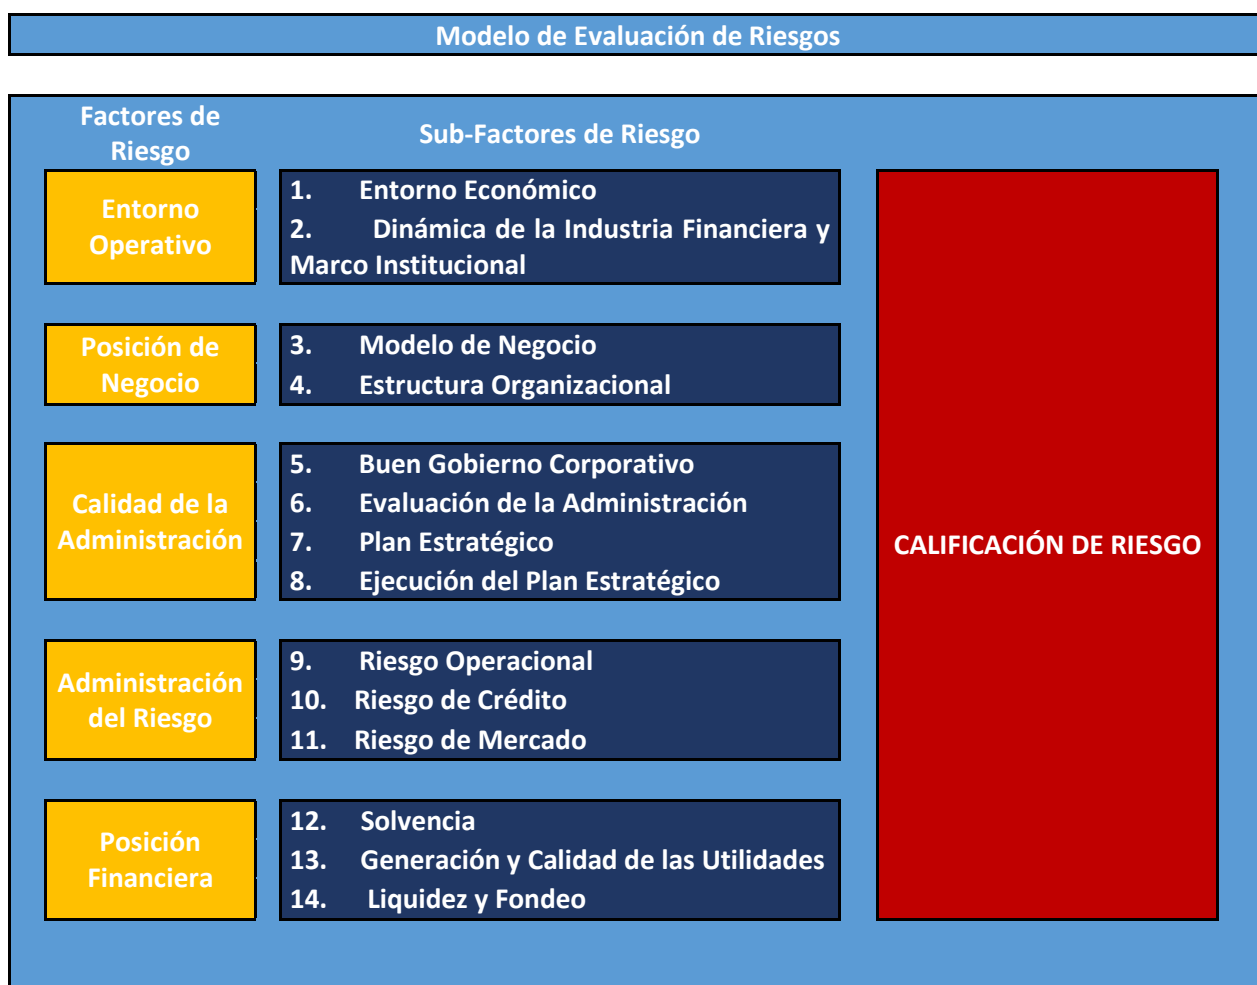 Modelo de Evaluación de Riesgos
Factores de
Riesgo
Sub-Factores de Riesgo
Entorno
Operativo
1. Entorno Económico
2. Dinámica de la Industria Financiera y
Marco Institucional
Posición de
Negocio
3. Modelo de Negocio
4. Estructura Organizacional
Calidad de la
Administración
5. Buen Gobierno Corporativo
6. Evaluación de la Administración
7. Plan Estratégico
8. Ejecución del Plan Estratégico
Administración
del Riesgo
9. Riesgo Operacional
10. Riesgo de Crédito
11. Riesgo de Mercado
Posición
Financiera
12. Solvencia
13. Generación y Calidad de las Utilidades
14. Liquidez y Fondeo
CALIFICACIÓN DE RIESGO